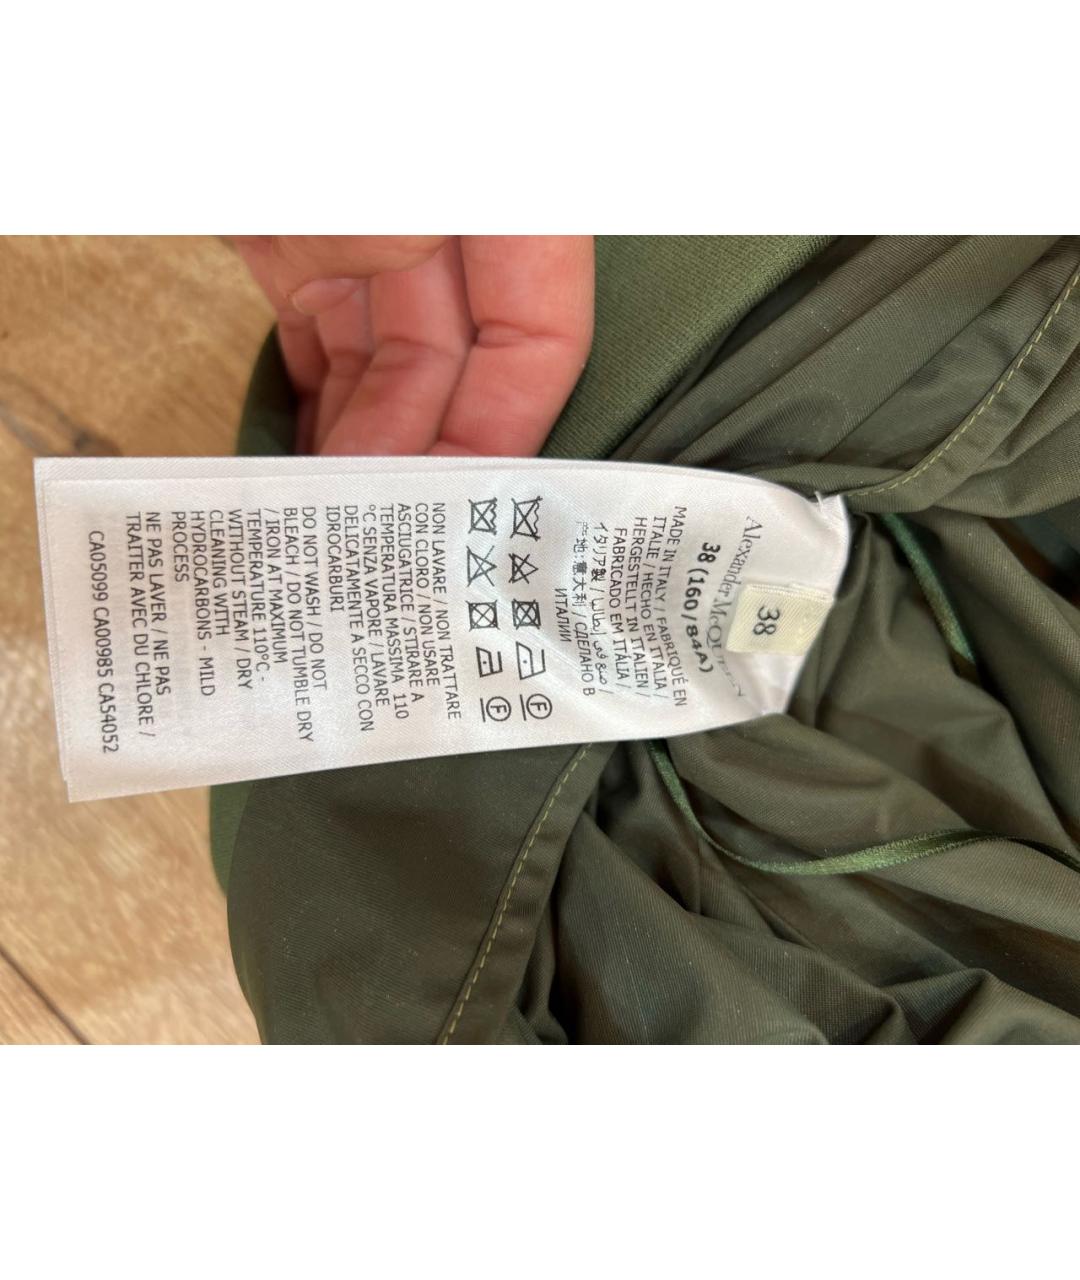 Alexander McQUEEN
38
38 (160/84A)
MADE IN ITALY / FABRIQUÉ EN
ITALIE / HECHO EN ITALIA /
HERGESTELLT IN ITALIEN /
FABRICADO EM ITÁLIA /
イタリア製 / صنع في إيطاليا /
产地:意大利 / СДЕЛАНО В
ИТАЛИИ
F
F
NON LAVARE / NON TRATTARE
CON CLORO / NON USARE
ASCIUGATRICE / STIRARE A
TEMPERATURA MASSIMA 110
°C SENZA VAPORE / LAVARE
DELICATAMENTE A SECCO CON
IDROCARBURI
DO NOT WASH / DO NOT
BLEACH / DO NOT TUMBLE DRY
/ IRON AT MAXIMUM
TEMPERATURE 110°C -
WITHOUT STEAM / DRY
CLEANING WITH
HYDROCARBONS - MILD
PROCESS
NE PAS LAVER / NE PAS
TRAITER AVEC DU CHLORE /
CA05099 CA00985 CA54052